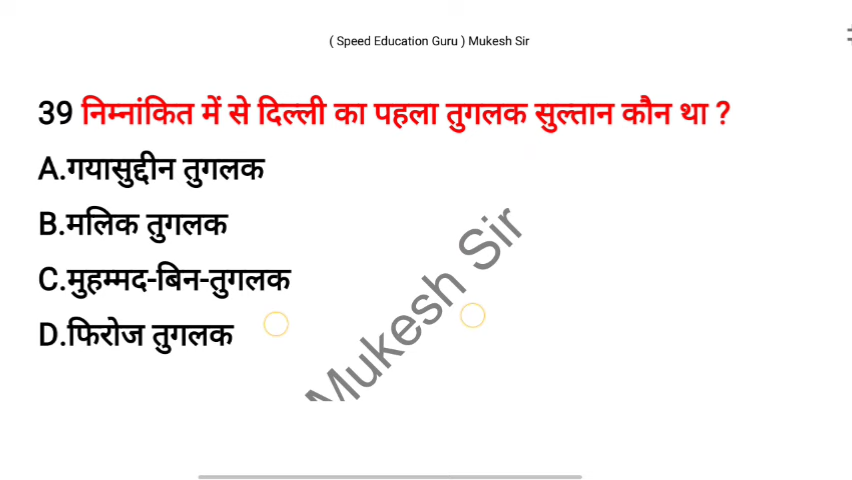 ( Speed Education Guru ) Mukesh Sir
39 निम्नांकित में से दिल्ली का पहला तुगलक सुल्तान कौन था ?
A.गयासुद्दीन तुगलक
B.मलिक तुगलक
C.मुहम्मद-बिन-तुगलक
D.फिरोज तुगलक
Mukesh Sir